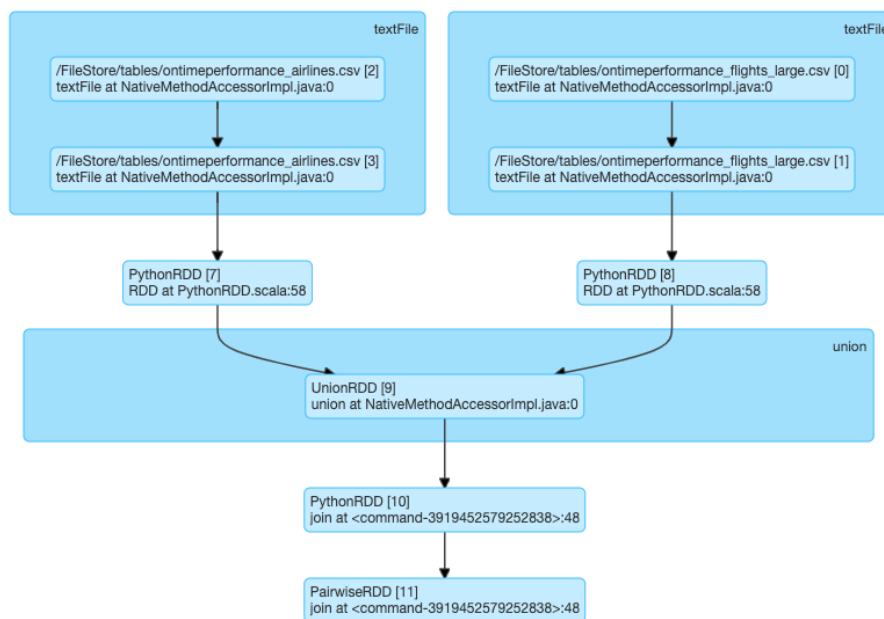 textFile
/FileStore/tables/ontimeperformance_airlines.csv [2]
textFile at NativeMethodAccessorImpl.java:0
/FileStore/tables/ontimeperformance_airlines.csv [3]
textFile at NativeMethodAccessorImpl.java:0
textFile
/FileStore/tables/ontimeperformance_flights_large.csv [0]
textFile at NativeMethodAccessorImpl.java:0
/FileStore/tables/ontimeperformance_flights_large.csv [1]
textFile at NativeMethodAccessorImpl.java:0
PythonRDD [7]
RDD at PythonRDD.scala:58
PythonRDD [8]
RDD at PythonRDD.scala:58
union
UnionRDD [9]
union at NativeMethodAccessorImpl.java:0
PythonRDD [10]
join at <command-3919452579252838>:48
PairwiseRDD [11]
join at <command-3919452579252838>:48